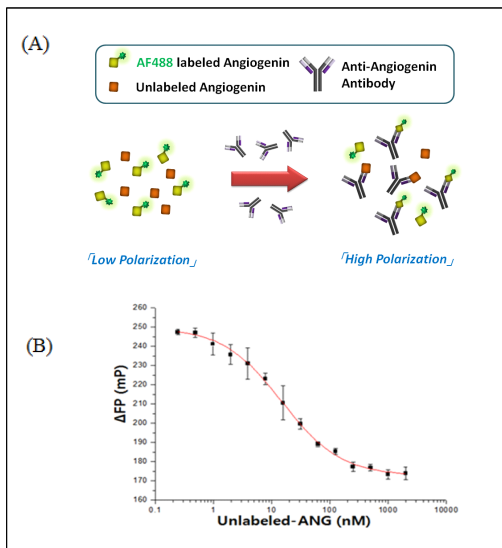 (A)
AF488 labeled Angiogenin
Unlabeled Angiogenin
Anti-Angiogenin
Antibody
「Low Polarization」
「High Polarization」
(B)
260
250
240
230
220
210
200
190
180
170
160
ΔFP (mP)
0.1 1 10 100 1000 10000
Unlabeled-ANG (nM)